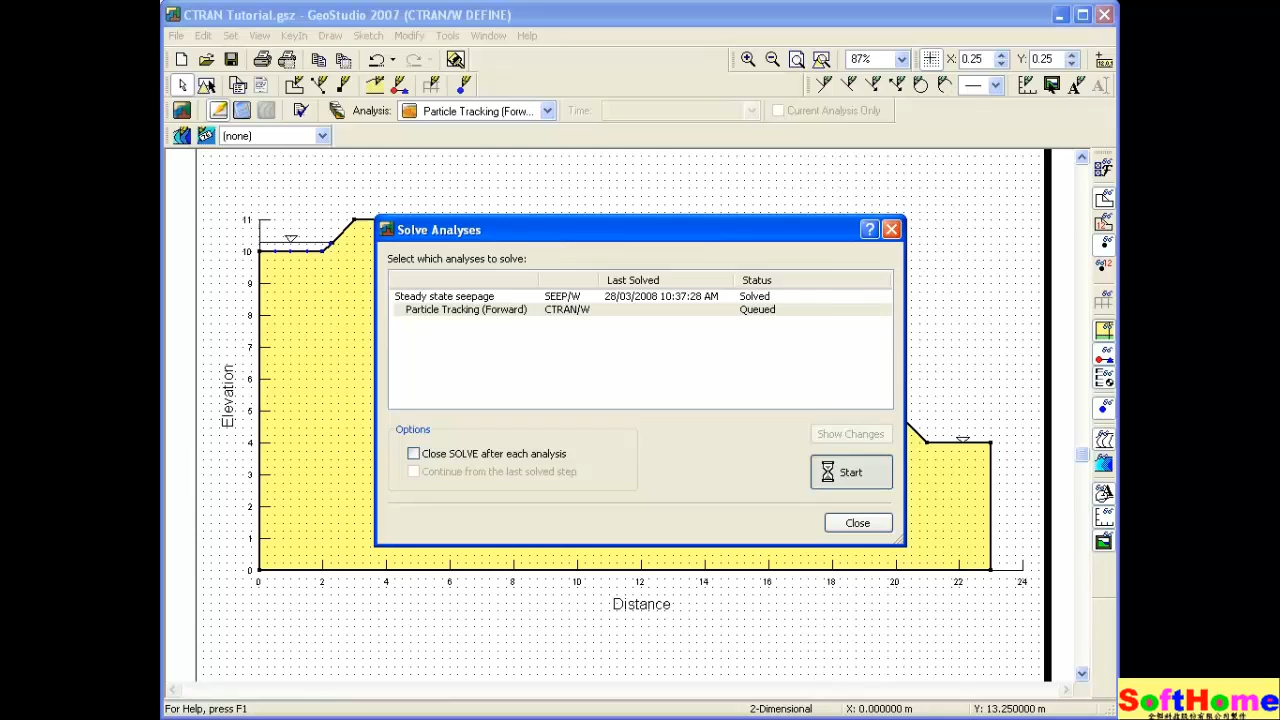 CTRAN Tutorial.gsz - GeoStudio 2007 (CTRAN/W DEFINE)
File Edit Set View KeyIn Draw Sketch Modify Tools Window Help
X: 0.25 Y: 0.25
Analysis: Particle Tracking (Forw... Time: Current Analysis Only
(none)
Solve Analyses
Select which analyses to solve:
Last Solved Status
Steady state seepage SEEP/W 28/03/2008 10:37:28 AM Solved
Particle Tracking (Forward) CTRAN/W Queued
Options
Close SOLVE after each analysis
Continue from the last solved step
Show Changes
Start
Close
Elevation
11
10
9
8
7
6
5
4
3
2
1
0
0 2 4 6 8 10 12 14 16 18 20 22 24
Distance
For Help, press F1 2-Dimensional X: 0.000000 m Y: 13.250000 m
SoftHome